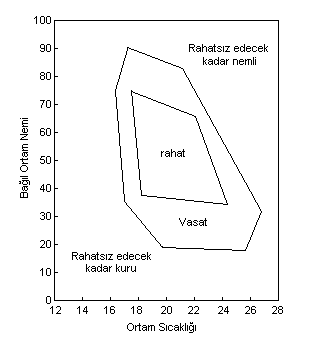 100
90
80
70
60
50
40
30
20
10
0
Bağıl Ortam Nemi
Rahatsız edecek
kadar nemli
rahat
Vasat
Rahatsız edecek
kadar kuru
12 14 16 18 20 21 24 26 28
Ortam Sıcaklığı